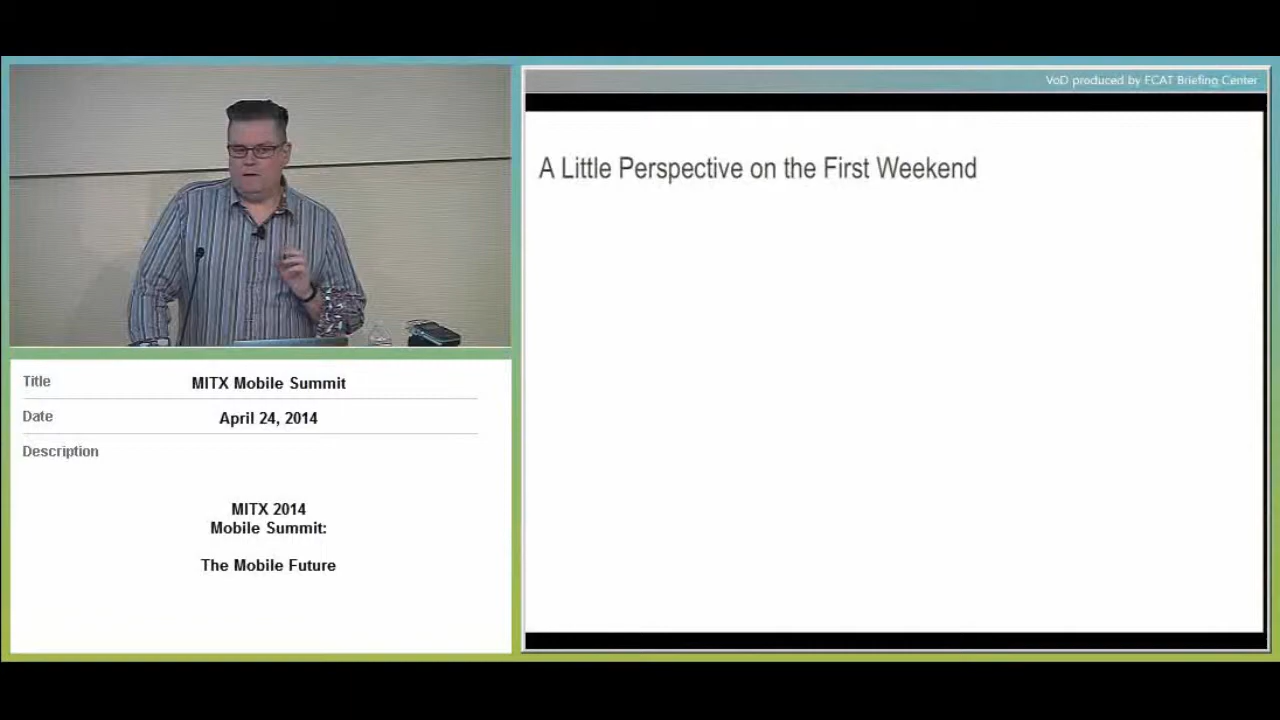 VoD produced by ECAT Briefing Center
A Little Perspective on the First Weekend
Title MITX Mobile Summit
Date April 24, 2014
Description
MITX 2014
Mobile Summit:
The Mobile Future